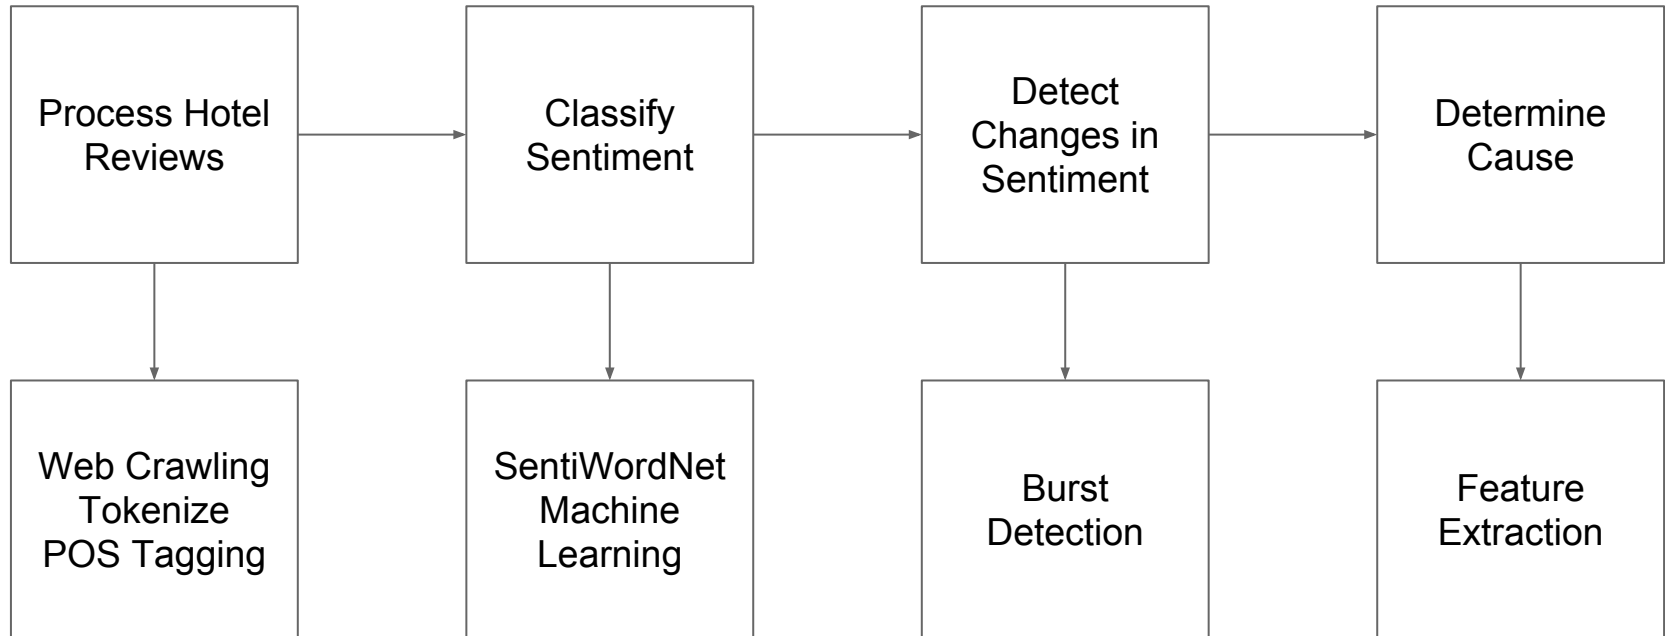 Process Hotel
Reviews
Classify
Sentiment
Detect
Changes in
Sentiment
Determine
Cause
Web Crawling
Tokenize
POS Tagging
SentiWordNet
Machine
Learning
Burst
Detection
Feature
Extraction